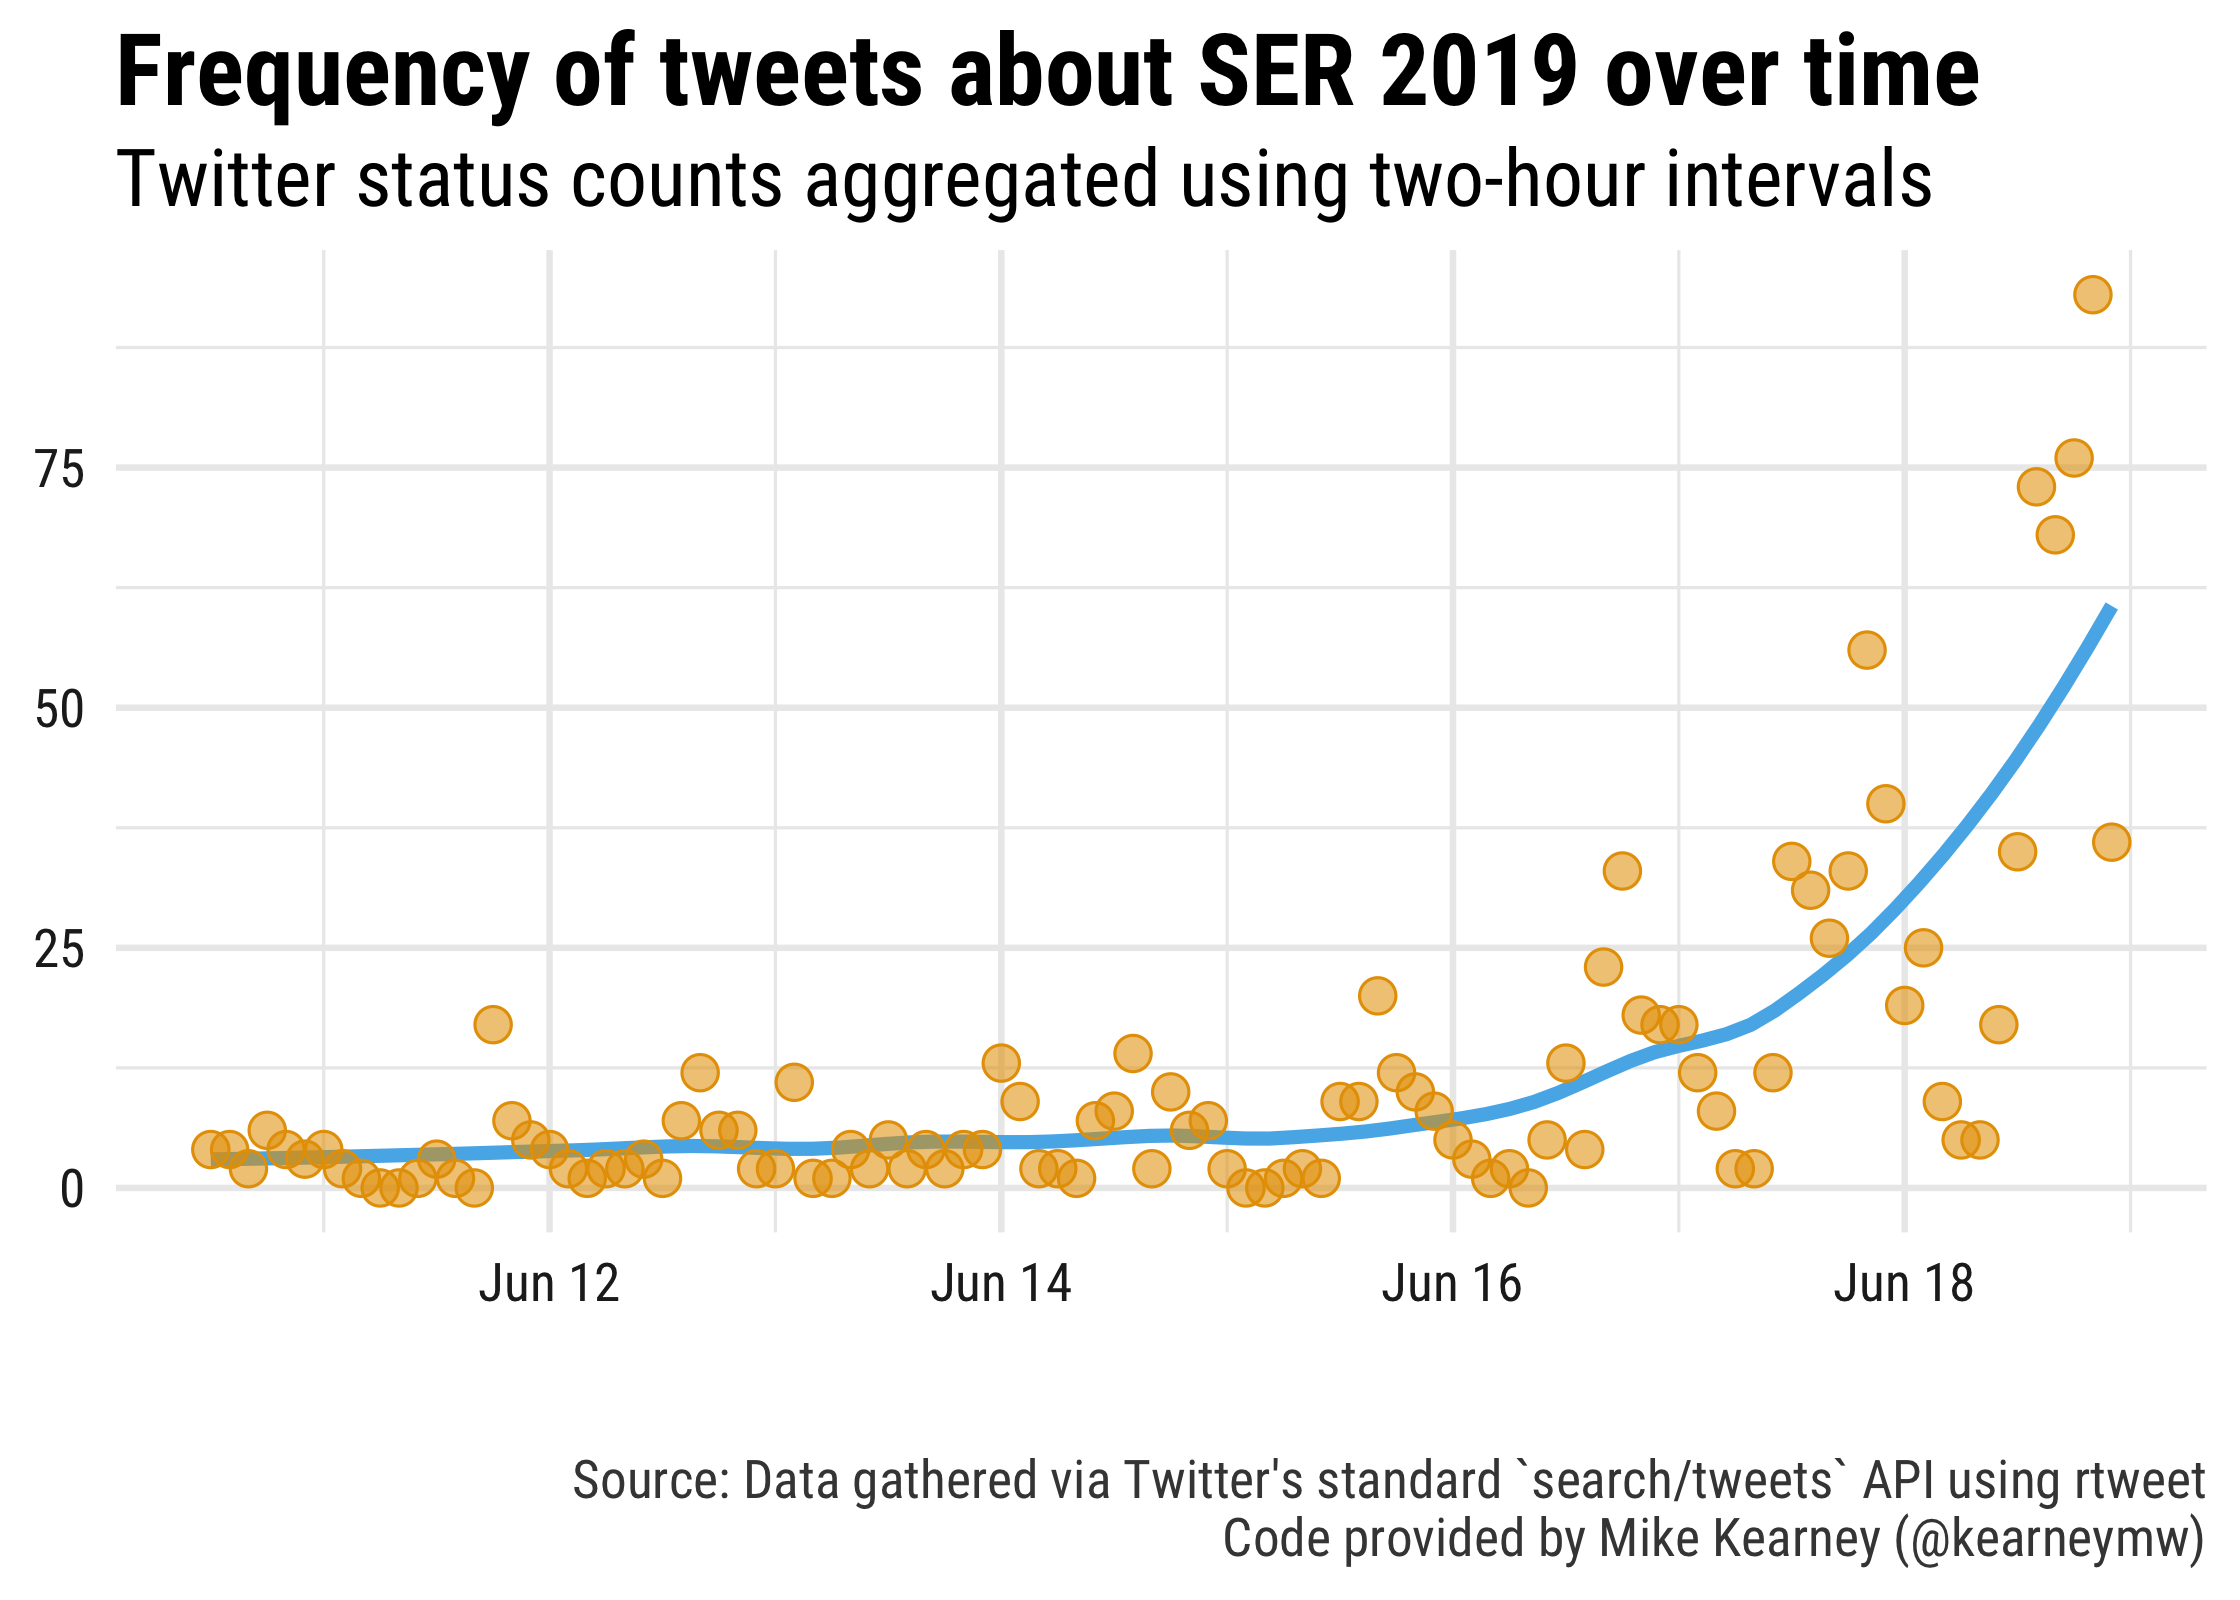 Frequency of tweets about SER 2019 over time
Twitter status counts aggregated using two-hour intervals
75
50
25
0
Jun 12 Jun 14 Jun 16 Jun 18
Source: Data gathered via Twitter's standard `search/tweets` API using rtweet
Code provided by Mike Kearney (@kearneymw)